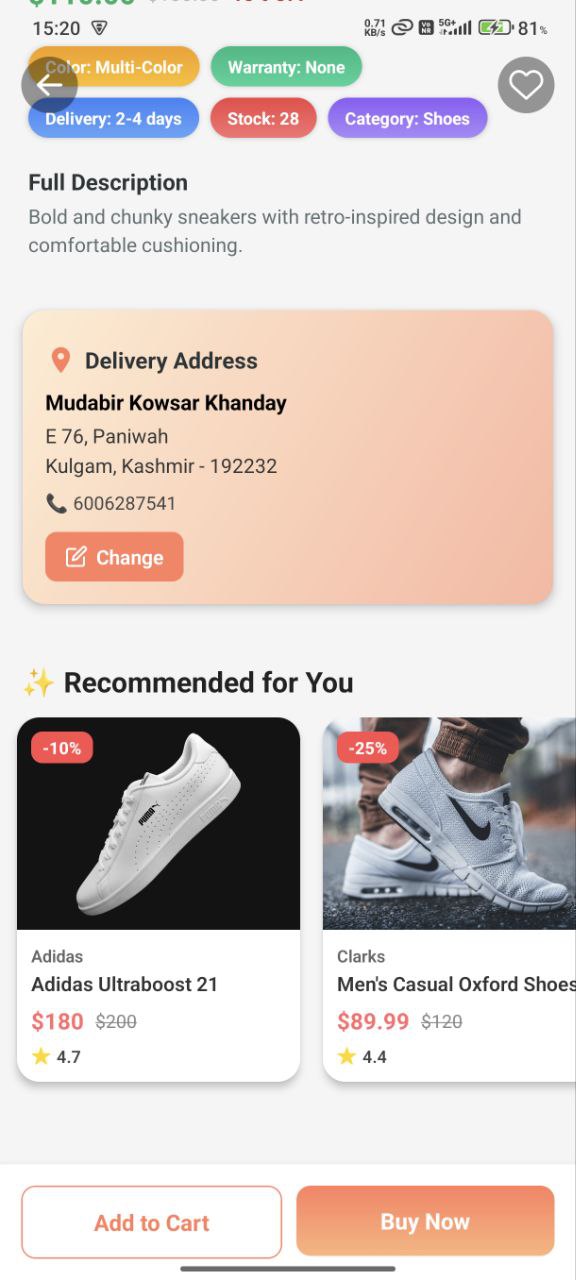 15:20 0.71 KB/s Vo NR 5G+ 81%
Color: Multi-Color Warranty: None
Delivery: 2-4 days Stock: 28 Category: Shoes
Full Description
Bold and chunky sneakers with retro-inspired design and
comfortable cushioning.
Delivery Address
Mudabir Kowsar Khanday
E 76, Paniwah
Kulgam, Kashmir - 192232
6006287541
Change
✨ Recommended for You
-10% -25%
PUMA
Adidas Clarks
Adidas Ultraboost 21 Men's Casual Oxford Shoes
$180 $200 $89.99 $120
⭐ 4.7 ⭐ 4.4
Add to Cart Buy Now